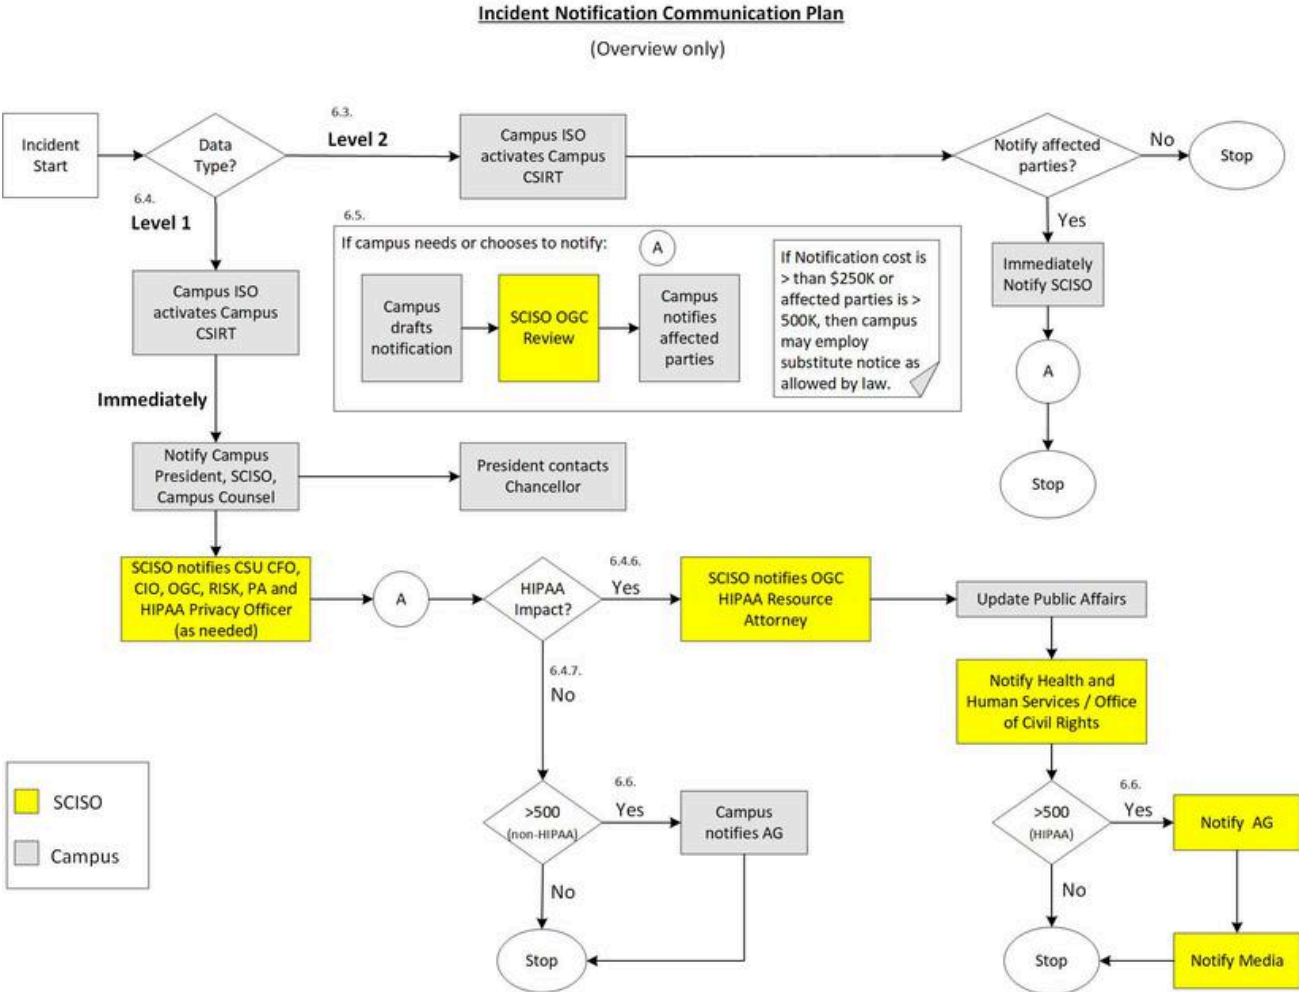 Incident Notification Communication Plan
(Overview only)
Incident
Start
Data
Type?
6.3.
Level 2
Campus ISO
activates Campus
CSIRT
Notify affected
parties?
No
Stop
Yes
Immediately
Notify SCISO
A
Stop
6.4.
Level 1
Campus ISO
activates Campus
CSIRT
6.5.
If campus needs or chooses to notify:
A
Campus
drafts
notification
SCISO OGC
Review
Campus
notifies
affected
parties
If Notification cost is
> than $250K or
affected parties is >
500K, then campus
may employ
substitute notice as
allowed by law.
Immediately
Notify Campus
President, SCISO,
Campus Counsel
President contacts
Chancellor
SCISO notifies CSU CFO,
CIO, OGC, RISK, PA and
HIPAA Privacy Officer
(as needed)
A
HIPAA
Impact?
6.4.6.
Yes
SCISO notifies OGC
HIPAA Resource
Attorney
Update Public Affairs
Notify Health and
Human Services / Office
of Civil Rights
6.4.7.
No
>500
(non-HIPAA)
6.6.
Yes
Campus
notifies AG
No
Stop
>500
(HIPAA)
6.6.
Yes
Notify AG
No
Stop
Notify Media
SCISO
Campus